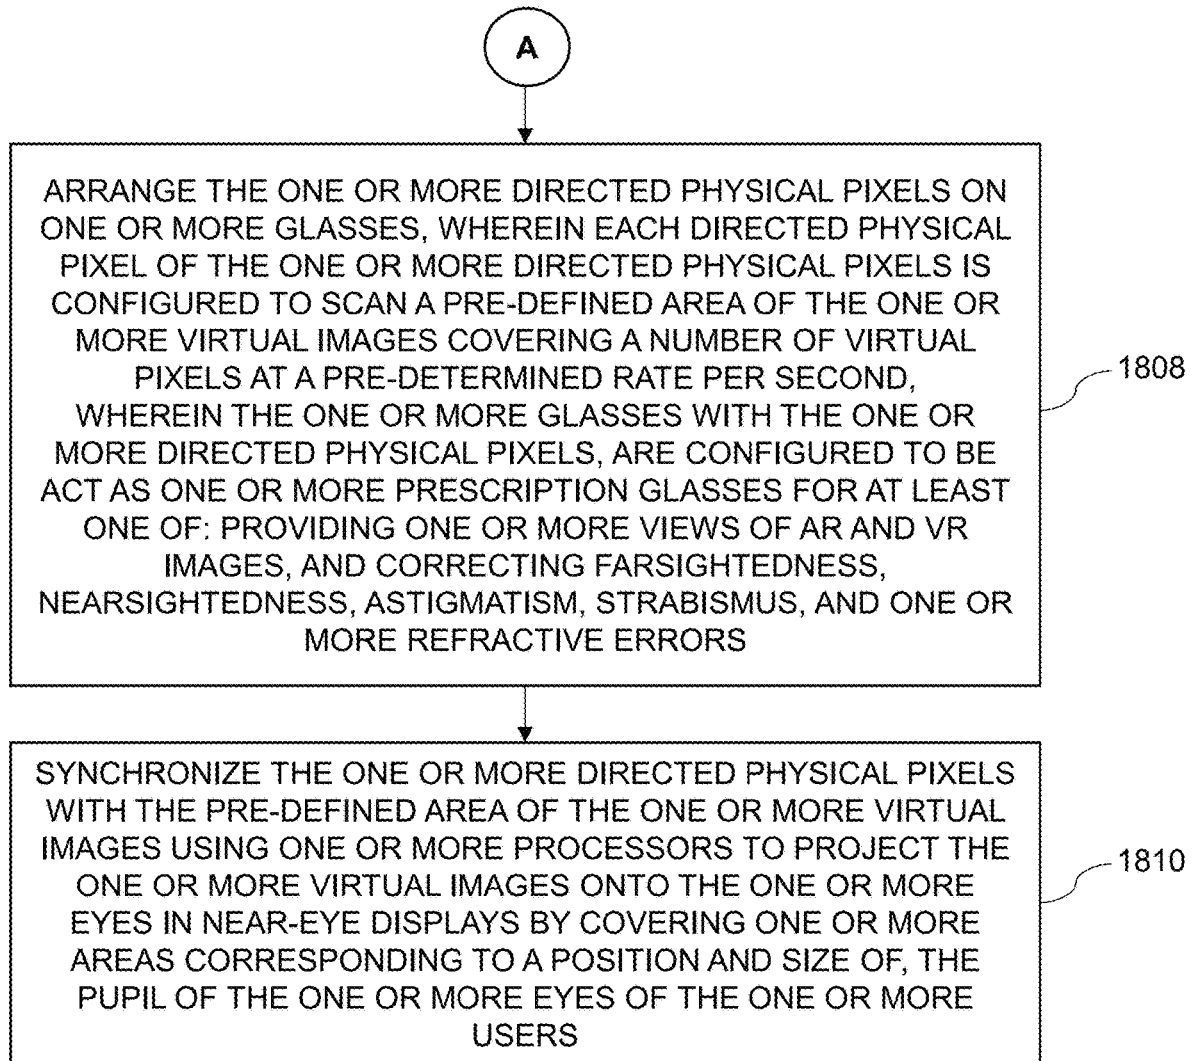 A
ARRANGE THE ONE OR MORE DIRECTED PHYSICAL PIXELS ON
ONE OR MORE GLASSES, WHEREIN EACH DIRECTED PHYSICAL
PIXEL OF THE ONE OR MORE DIRECTED PHYSICAL PIXELS IS
CONFIGURED TO SCAN A PRE-DEFINED AREA OF THE ONE OR
MORE VIRTUAL IMAGES COVERING A NUMBER OF VIRTUAL
PIXELS AT A PRE-DETERMINED RATE PER SECOND,
WHEREIN THE ONE OR MORE GLASSES WITH THE ONE OR
MORE DIRECTED PHYSICAL PIXELS, ARE CONFIGURED TO BE
ACT AS ONE OR MORE PRESCRIPTION GLASSES FOR AT LEAST
ONE OF: PROVIDING ONE OR MORE VIEWS OF AR AND VR
IMAGES, AND CORRECTING FARSIGHTEDNESS,
NEARSIGHTEDNESS, ASTIGMATISM, STRABISMUS, AND ONE OR
MORE REFRACTIVE ERRORS
1808
SYNCHRONIZE THE ONE OR MORE DIRECTED PHYSICAL PIXELS
WITH THE PRE-DEFINED AREA OF THE ONE OR MORE VIRTUAL
IMAGES USING ONE OR MORE PROCESSORS TO PROJECT THE
ONE OR MORE VIRTUAL IMAGES ONTO THE ONE OR MORE
EYES IN NEAR-EYE DISPLAYS BY COVERING ONE OR MORE
AREAS CORRESPONDING TO A POSITION AND SIZE OF, THE
PUPIL OF THE ONE OR MORE EYES OF THE ONE OR MORE
USERS
1810